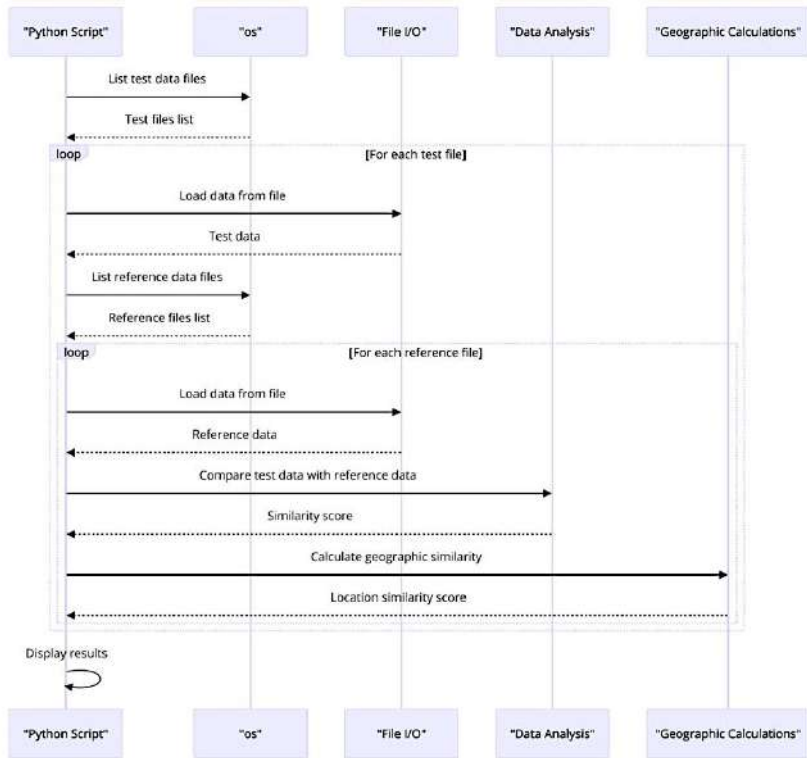 "Python Script" "os" "File I/O" "Data Analysis" "Geographic Calculations"
List test data files
Test files list
loop [For each test file]
Load data from file
Test data
List reference data files
Reference files list
loop [For each reference file]
Load data from file
Reference data
Compare test data with reference data
Similarity score
Calculate geographic similarity
Location similarity score
Display results
"Python Script" "os" "File I/O" "Data Analysis" "Geographic Calculations"